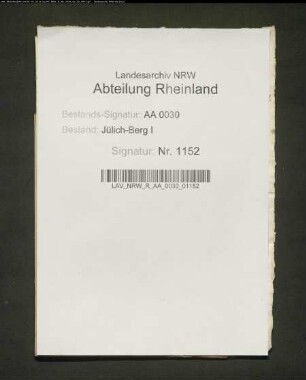 Landesarchiv NRW
Abteilung Rheinland
Bestands-Signatur: AA 0030
Bestand: Jülich-Berg I
Signatur: Nr. 1152
LAV_NRW_R_AA_0030_01152